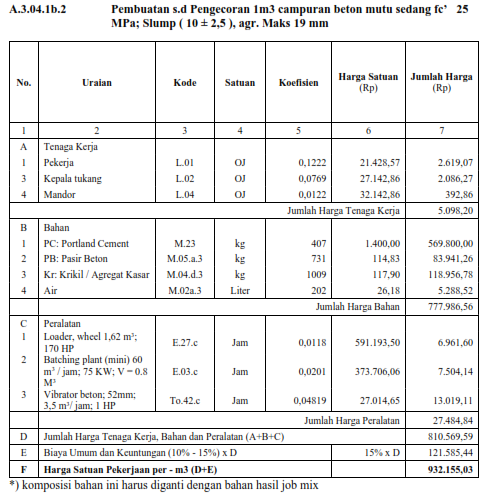 A.3.04.1b.2 Pembuatan s.d Pengecoran 1m3 campuran beton mutu sedang fc’ 25
MPa; Slump ( 10 ± 2,5 ), agr. Maks 19 mm
No. Uraian Kode Satuan Koefisien Harga Satuan (Rp) Jumlah Harga (Rp)
1 2 3 4 5 6 7
A Tenaga Kerja
1 Pekerja L.01 OJ 0,1222 21.428,57 2.619,07
3 Kepala tukang L.02 OJ 0,0769 27.142,86 2.086,27
4 Mandor L.04 OJ 0,0122 32.142,86 392,86
Jumlah Harga Tenaga Kerja 5.098,20
B Bahan
1 PC: Portland Cement M.23 kg 407 1.400,00 569.800,00
2 PB: Pasir Beton M.05.a.3 kg 731 114,83 83.941,26
3 Kr: Krikil / Agregat Kasar M.04.d.3 kg 1009 117,90 118.956,78
4 Air M.02a.3 Liter 202 26,18 5.288,52
Jumlah Harga Bahan 777.986,56
C Peralatan
1 Loader, wheel 1,62 m³;
170 HP E.27.c Jam 0,0118 591.193,50 6.961,60
2 Batching plant (mini) 60
m³ / jam; 75 KW; V = 0.8
M³ E.03.c Jam 0,0201 373.706,06 7.504,14
3 Vibrator beton; 52mm;
3,5 m³/ jam; 1 HP To.42.c Jam 0,04819 27.014,65 13.019,11
Jumlah Harga Peralatan 27.484,84
D Jumlah Harga Tenaga Kerja, Bahan dan Peralatan (A+B+C) 810.569,59
E Biaya Umum dan Keuntungan (10% - 15%) x D 15% x D 121.585,44
F Harga Satuan Pekerjaan per - m3 (D+E) 932.155,03
*) komposisi bahan ini harus diganti dengan bahan hasil job mix